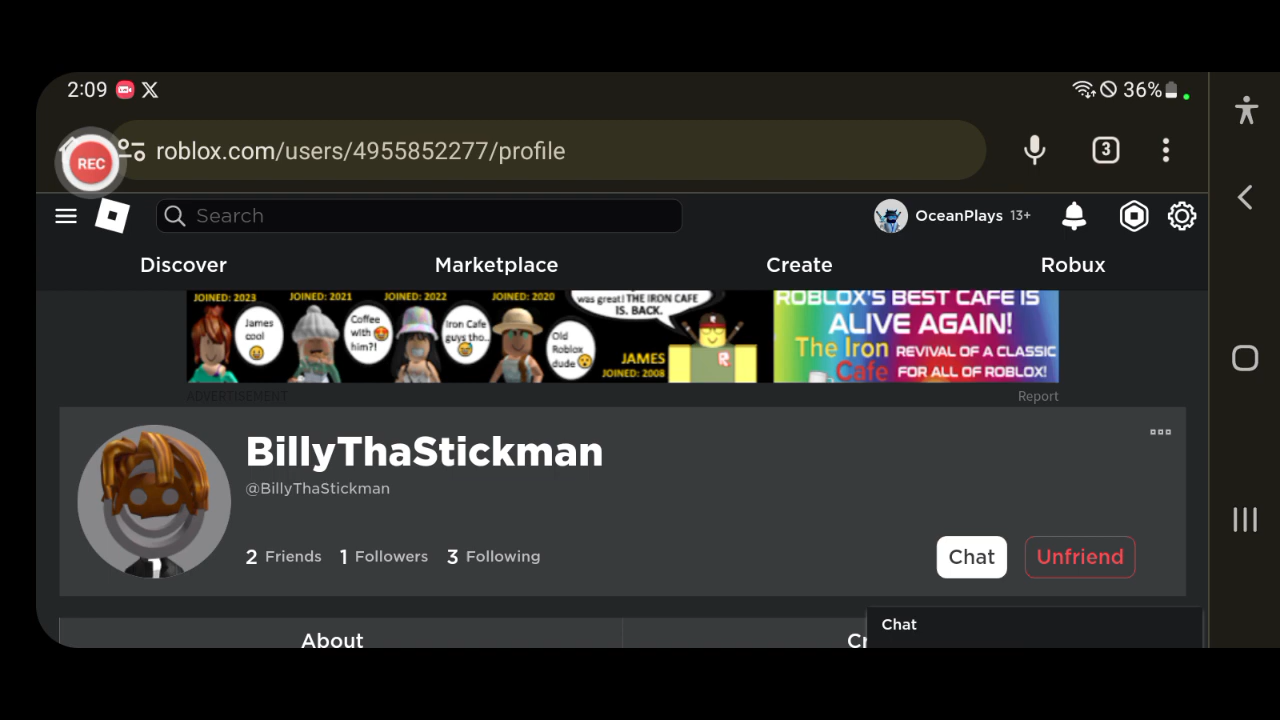 2:09
36%
REC
roblox.com/users/4955852277/profile
3
Search
OceanPlays 13+
Discover
Marketplace
Create
Robux
JOINED: 2023
JOINED: 2021
JOINED: 2022
JOINED: 2020
James
cool
Coffee
with
him?!
Iron Cafe
guys tho..
Old
Roblox
dude
was great! THE IRON CAFE
IS. BACK.
JAMES
JOINED: 2008
ROBLOX'S BEST CAFE IS
ALIVE AGAIN!
The Iron
Cafe
REVIVAL OF A CLASSIC
FOR ALL OF ROBLOX!
ADVERTISEMENT
Report
BillyThaStickman
@BillyThaStickman
2 Friends 1 Followers 3 Following
Chat
Unfriend
About
Cr
Chat